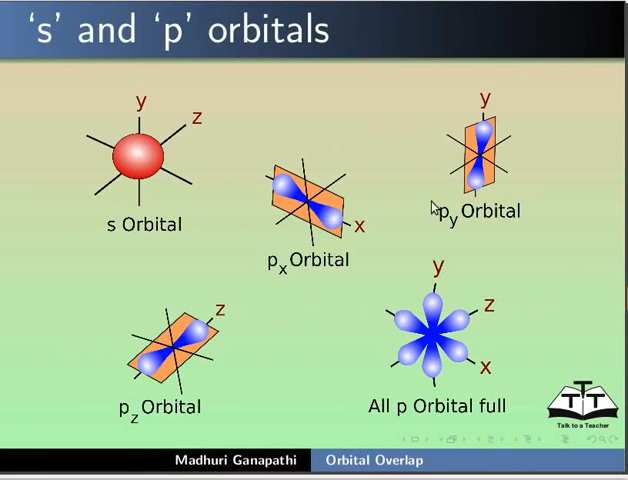 ‘s’ and ‘p’ orbitals
y
z
s Orbital
x
px Orbital
y
py Orbital
z
pz Orbital
y
z
x
All p Orbital full
T
T T
Talk to a Teacher
Madhuri Ganapathi
Orbital Overlap